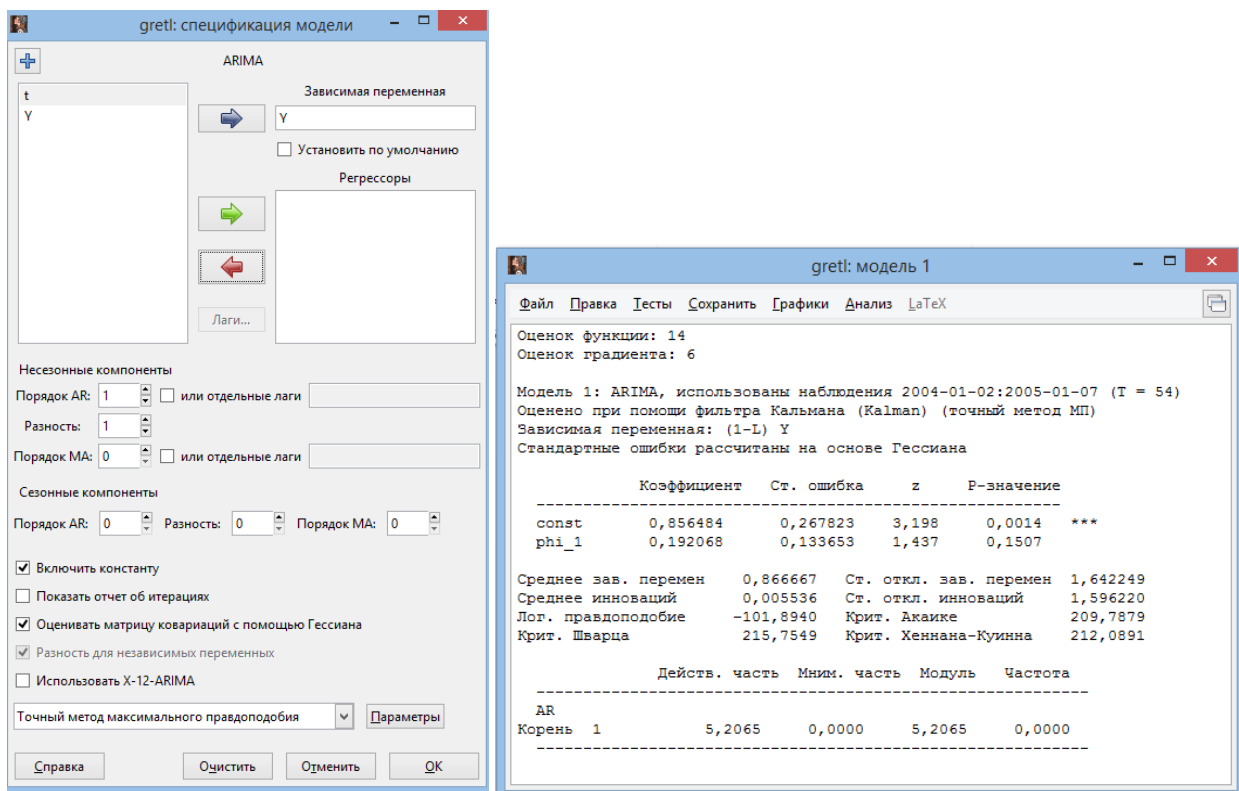 gretl: спецификация модели
ARIMA
t
Y
Зависимая переменная
Y
Установить по умолчанию
Регрессоры
Лаги...
Несезонные компоненты
Порядок AR: 1 или отдельные лаги
Разность: 1
Порядок MA: 0 или отдельные лаги
Сезонные компоненты
Порядок AR: 0 Разность: 0 Порядок MA: 0
Включить константу
Показать отчет об итерациях
Оценивать матрицу ковариаций с помощью Гессиана
Разность для независимых переменных
Использовать X-12-ARIMA
Точный метод максимального правдоподобия Параметры
Справка Очистить Отменить OK
gretl: модель 1
Файл Правка Тесты Сохранить Графики Анализ LaTeX
Оценок функции: 14
Оценок градиента: 6
Модель 1: ARIMA, использованы наблюдения 2004-01-02:2005-01-07 (T = 54)
Оценено при помощи фильтра Кальмана (Kalman) (точный метод МП)
Зависимая переменная: (1-L) Y
Стандартные ошибки рассчитаны на основе Гессиана
Коэффициент Ст. ошибка z P-значение
const 0,856484 0,267823 3,198 0,0014 ***
phi_1 0,192068 0,133653 1,437 0,1507
Среднее зав. перемен 0,866667 Ст. откл. зав. перемен 1,642249
Среднее инноваций 0,005536 Ст. откл. инноваций 1,596220
Лог. правдоподобие -101,8940 Крит. Акаике 209,7879
Крит. Шварца 215,7549 Крит. Хеннана-Куинна 212,0891
Действ. часть Мним. часть Модуль Частота
AR
Корень 1 5,2065 0,0000 5,2065 0,0000